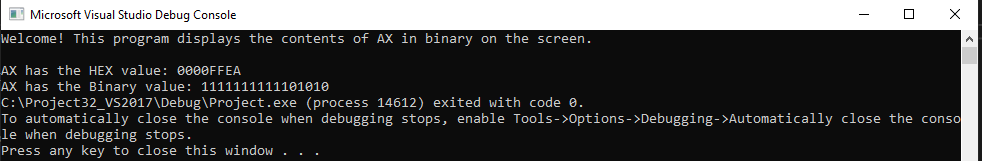 Microsoft Visual Studio Debug Console
Welcome! This program displays the contents of AX in binary on the screen.
AX has the HEX value: 0000FFEA
AX has the Binary value: 1111111111101010
C:\Project32_VS2017\Debug\Project.exe (process 14612) exited with code 0.
To automatically close the console when debugging stops, enable Tools->Options->Debugging->Automatically close the conso
le when debugging stops.
Press any key to close this window . . .